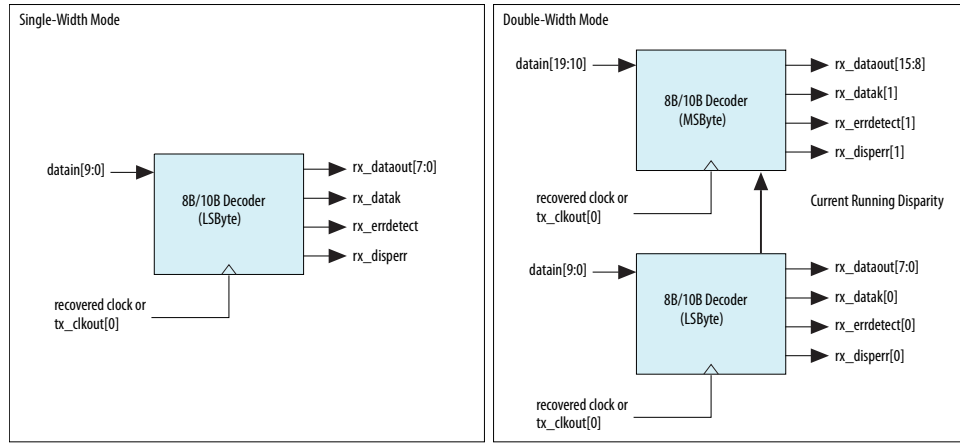 Single-Width Mode
datain[9:0]
8B/10B Decoder
(LSByte)
rx_dataout[7:0]
rx_datak
rx_errdetect
rx_disperr
recovered clock or
tx_clkout[0]
Double-Width Mode
datain[19:10]
8B/10B Decoder
(MSByte)
rx_dataout[15:8]
rx_datak[1]
rx_errdetect[1]
rx_disperr[1]
recovered clock or
tx_clkout[0]
Current Running Disparity
datain[9:0]
8B/10B Decoder
(LSByte)
rx_dataout[7:0]
rx_datak[0]
rx_errdetect[0]
rx_disperr[0]
recovered clock or
tx_clkout[0]